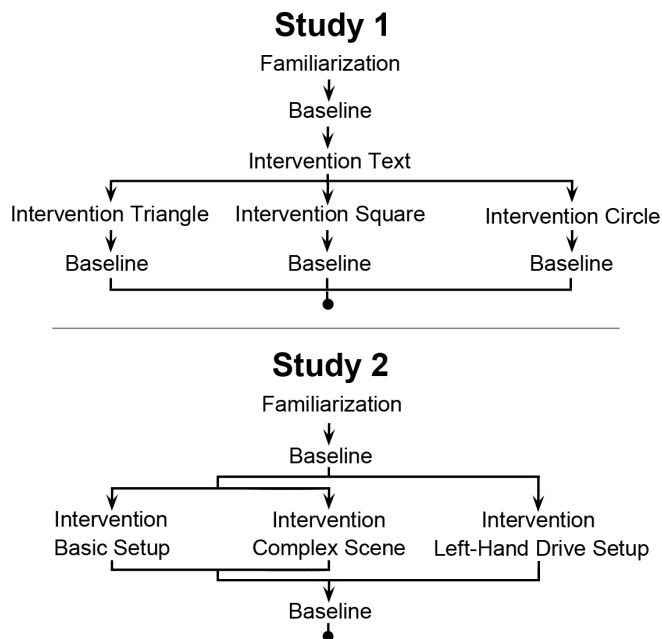 Study 1
Familiarization
Baseline
Intervention Text
Intervention Triangle Intervention Square Intervention Circle
Baseline Baseline Baseline
Study 2
Familiarization
Baseline
Intervention Intervention Intervention
Basic Setup Complex Scene Left-Hand Drive Setup
Baseline